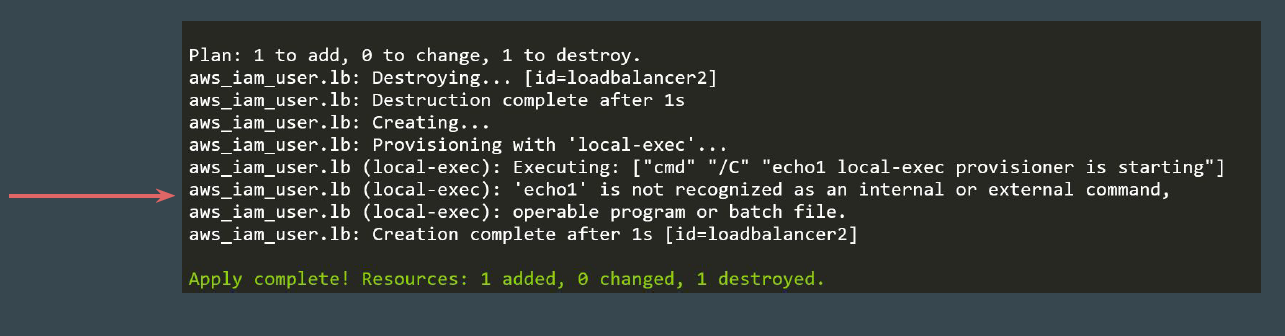 Plan: 1 to add, 0 to change, 1 to destroy.
aws_iam_user.lb: Destroying... [id=loadbalancer2]
aws_iam_user.lb: Destruction complete after 1s
aws_iam_user.lb: Creating...
aws_iam_user.lb: Provisioning with 'local-exec'...
aws_iam_user.lb (local-exec): Executing: ["cmd" "/C" "echo1 local-exec provisioner is starting"]
aws_iam_user.lb (local-exec): 'echo1' is not recognized as an internal or external command,
aws_iam_user.lb (local-exec): operable program or batch file.
aws_iam_user.lb: Creation complete after 1s [id=loadbalancer2]
Apply complete! Resources: 1 added, 0 changed, 1 destroyed.